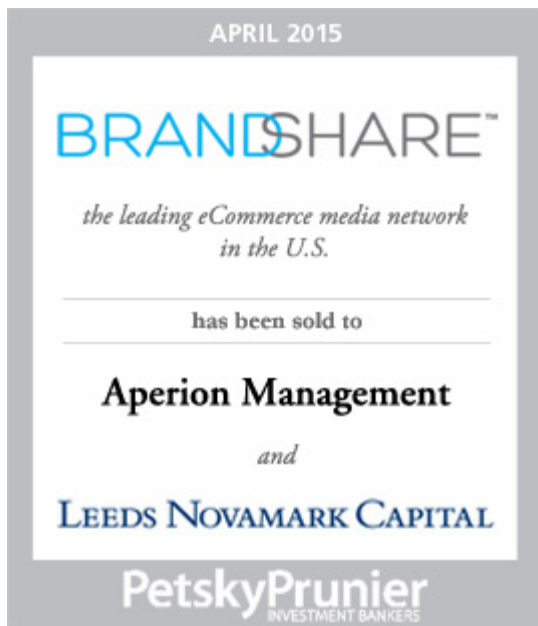 APRIL 2015
BRANDSHARE™
the leading eCommerce media network
in the U.S.
has been sold to
Aperion Management
and
LEEDS NOVAMARK CAPITAL
PetskyPrunier
INVESTMENT BANKERS